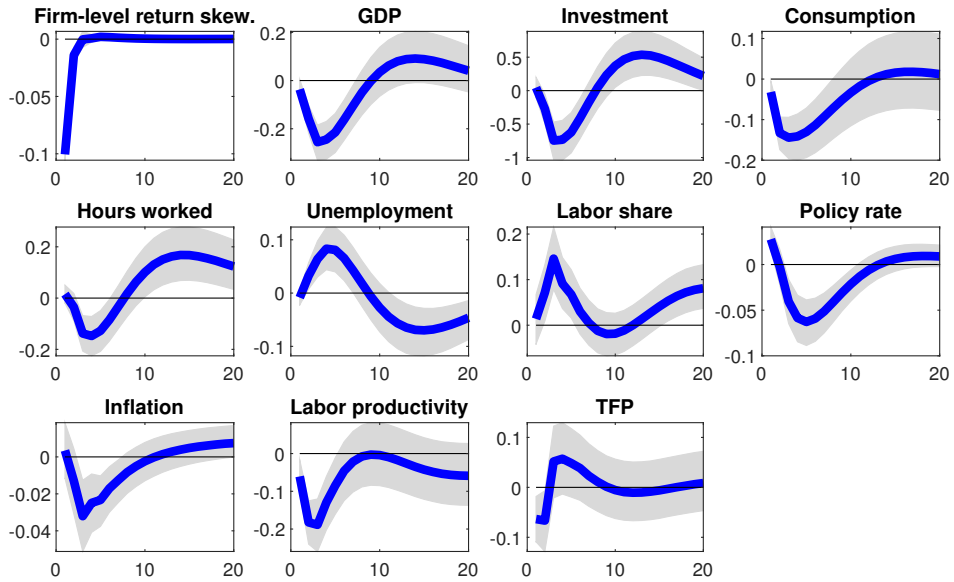 Firm-level return skew. GDP Investment Consumption
0 0.2 0.5 0.1
-0.05 0 0 0
-0.1 -0.2 -0.5 -0.1
-1 -0.2
0 10 20 0 10 20 0 10 20 0 10 20
Hours worked Unemployment Labor share Policy rate
0.2 0.1 0.2 0
0 0 0.1 -0.05
-0.2 -0.1 0 -0.1
0 10 20 0 10 20 0 10 20 0 10 20
Inflation Labor productivity TFP
0 0 0.1
-0.02 -0.1 0
-0.04 -0.2 -0.1
0 10 20 0 10 20 0 10 20